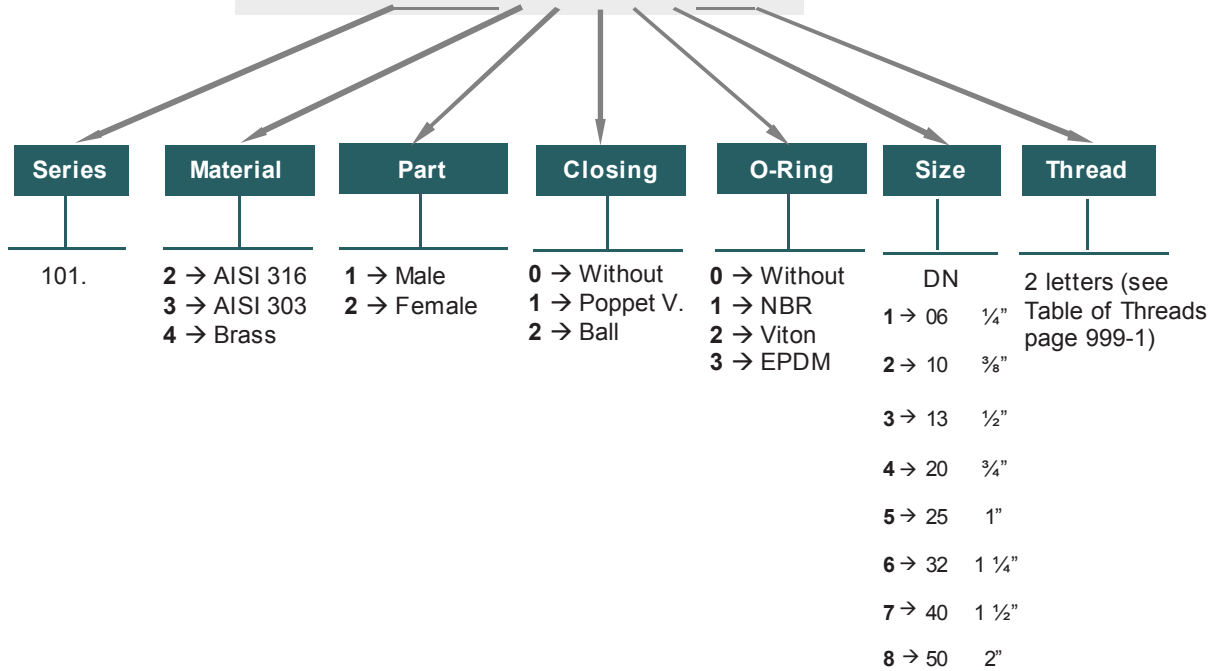 Series
101.
Material
2 → AISI 316
3 → AISI 303
4 → Brass
Part
1 → Male
2 → Female
Closing
0 → Without
1 → Poppet V.
2 → Ball
O-Ring
0 → Without
1 → NBR
2 → Viton
3 → EPDM
Size
DN
1 → 06 ¼”
2 → 10 ⅜”
3 → 13 ½”
4 → 20 ¾”
5 → 25 1”
6 → 32 1 ¼”
7 → 40 1 ½”
8 → 50 2”
Thread
2 letters (see
Table of Threads
page 999-1)